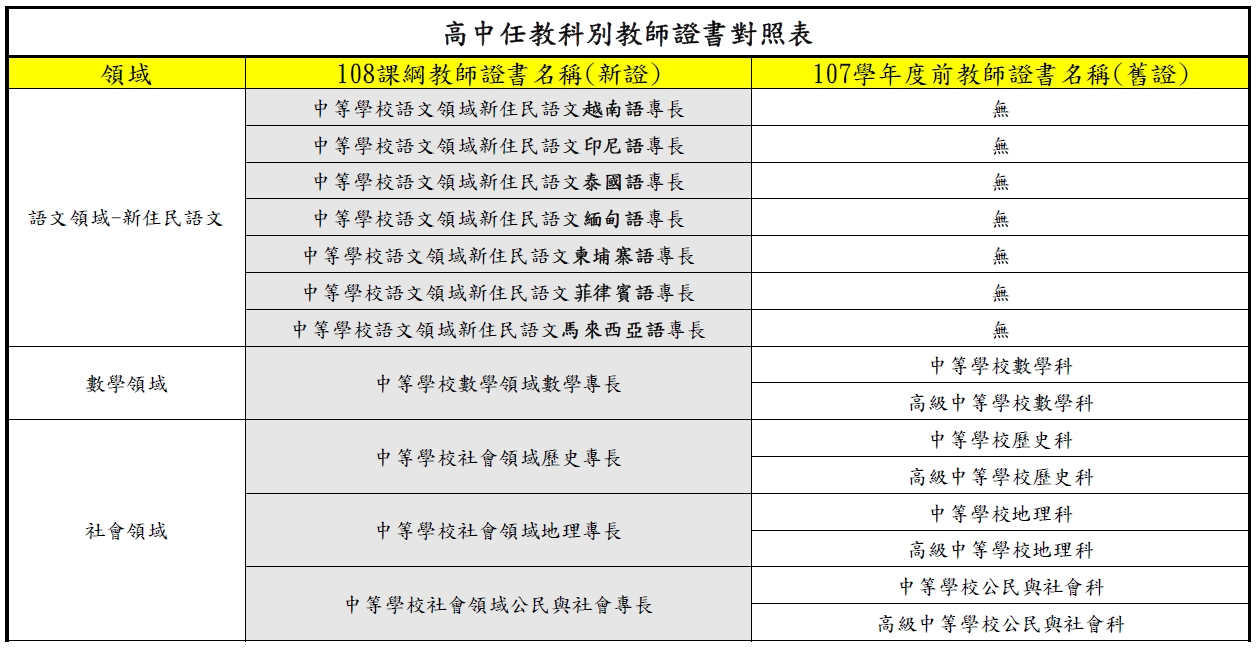 高中任教科別教師證書對照表
領域 108課綱教師證書名稱(新證) 107學年度前教師證書名稱(舊證)
語文領域-新住民語文
中等學校語文領域新住民語文越南語專長 無
中等學校語文領域新住民語文印尼語專長 無
中等學校語文領域新住民語文泰國語專長 無
中等學校語文領域新住民語文緬甸語專長 無
中等學校語文領域新住民語文柬埔寨語專長 無
中等學校語文領域新住民語文菲律賓語專長 無
中等學校語文領域新住民語文馬來西亞語專長 無
數學領域
中等學校數學領域數學專長
中等學校數學科
高級中等學校數學科
社會領域
中等學校社會領域歷史專長
中等學校歷史科
高級中等學校歷史科
中等學校社會領域地理專長
中等學校地理科
高級中等學校地理科
中等學校社會領域公民與社會專長
中等學校公民與社會科
高級中等學校公民與社會科